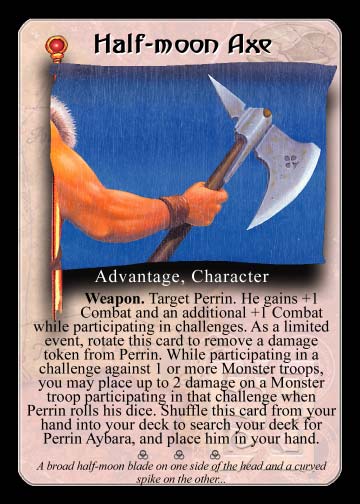 Half-moon Axe
Advantage, Character
Weapon. Target Perrin. He gains +1
Combat and an additional +1 Combat
while participating in challenges. As a limited
event, rotate this card to remove a damage
token from Perrin. While participating in a
challenge against 1 or more Monster troops,
you may place up to 2 damage on a Monster
troop participating in that challenge when
Perrin rolls his dice. Shuffle this card from your
hand into your deck to search your deck for
Perrin Aybara, and place him in your hand.
A broad half-moon blade on one side of the head and a curved
spike on the other...